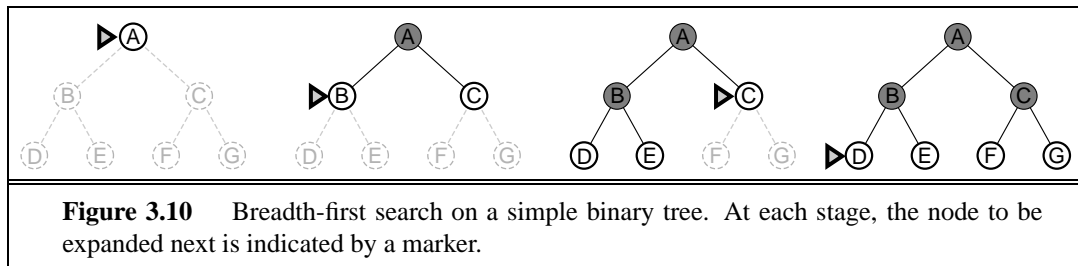 A A A A
B C B C B C B C
D E F G D E F G D E F G D E F G
Figure 3.10 Breadth-first search on a simple binary tree. At each stage, the node to be
expanded next is indicated by a marker.